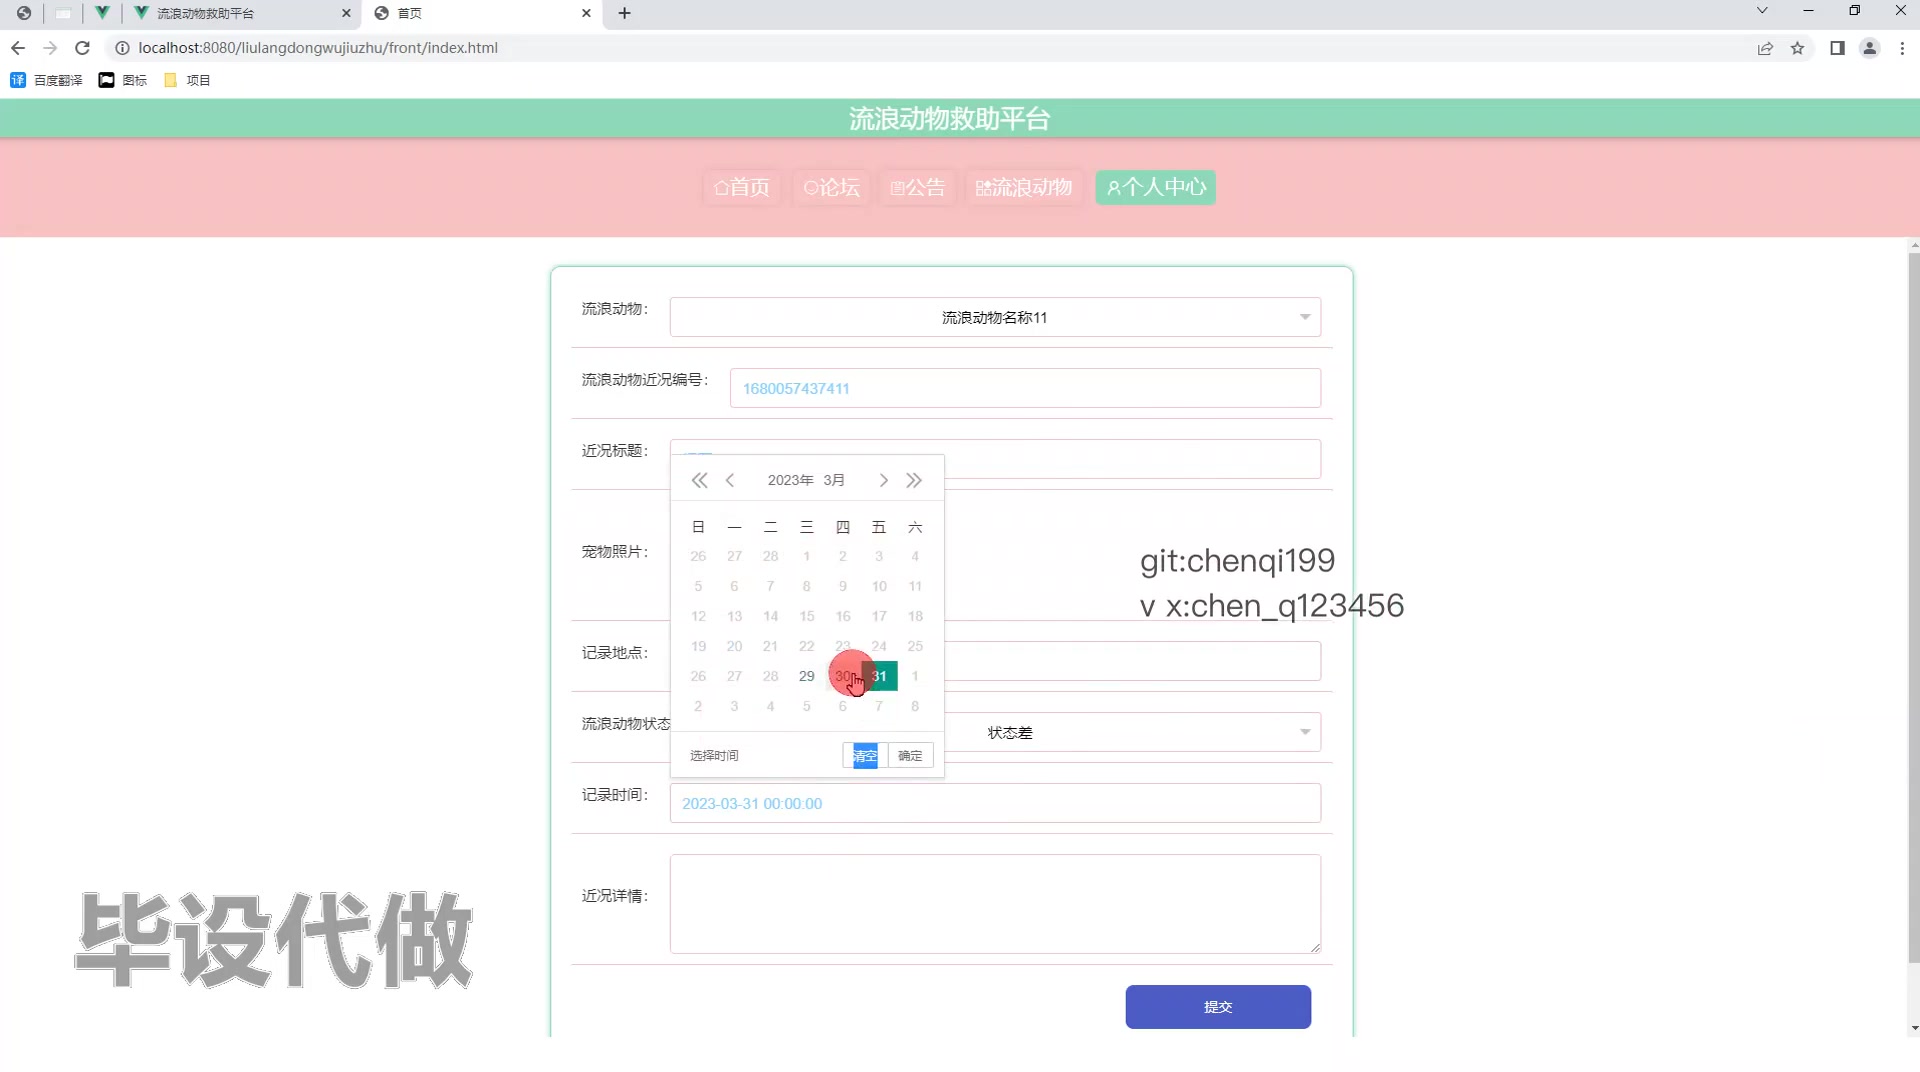 流浪动物救助平台
首页
localhost:8080/liulangdongwujiuzhu/front/index.html
百度翻译
图标
项目
流浪动物救助平台
首页
论坛
公告
流浪动物
个人中心
流浪动物：
流浪动物名称11
流浪动物近况编号：
1680057437411
近况标题：
2023年 3月
日 一 二 三 四 五 六
26 27 28 1 2 3 4
5 6 7 8 9 10 11
12 13 14 15 16 17 18
19 20 21 22 23 24 25
26 27 28 29 30 31 1
2 3 4 5 6 7 8
选择时间
清空
确定
宠物照片：
git:chenqi199
v x:chen_q123456
记录地点：
流浪动物状态
状态差
记录时间：
2023-03-31 00:00:00
近况详情：
毕设代做
提交